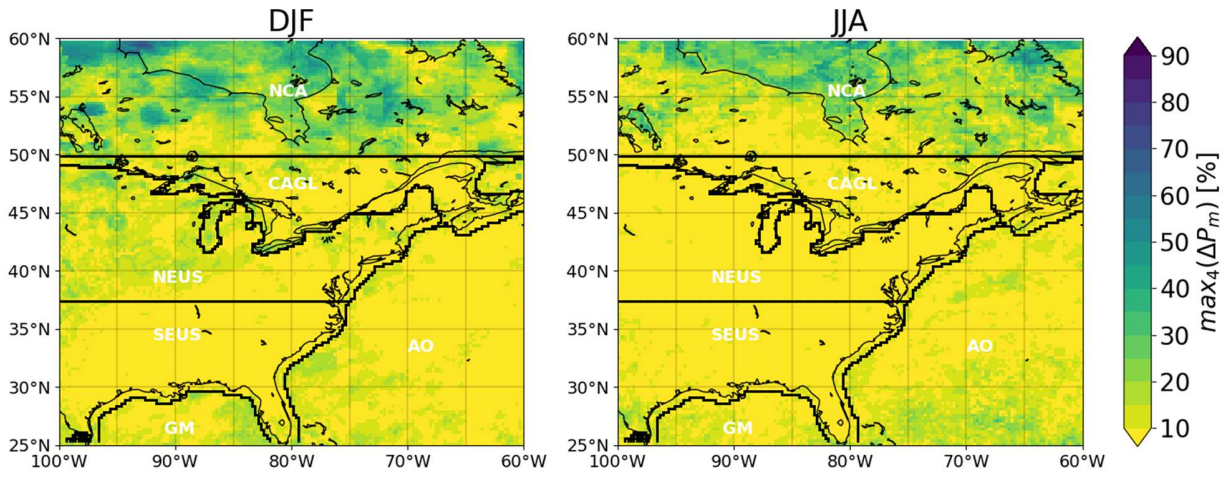 DJF
JJA
60°N
55°N
50°N
45°N
40°N
35°N
30°N
25°N
100°W
90°W
80°W
70°W
60°W
NCA
CAGL
NEUS
SEUS
AO
GM
60°N
55°N
50°N
45°N
40°N
35°N
30°N
25°N
100°W
90°W
80°W
70°W
60°W
NCA
CAGL
NEUS
SEUS
AO
GM
90
80
70
60
50
40
30
20
10
max₄(ΔPₘ) [%]